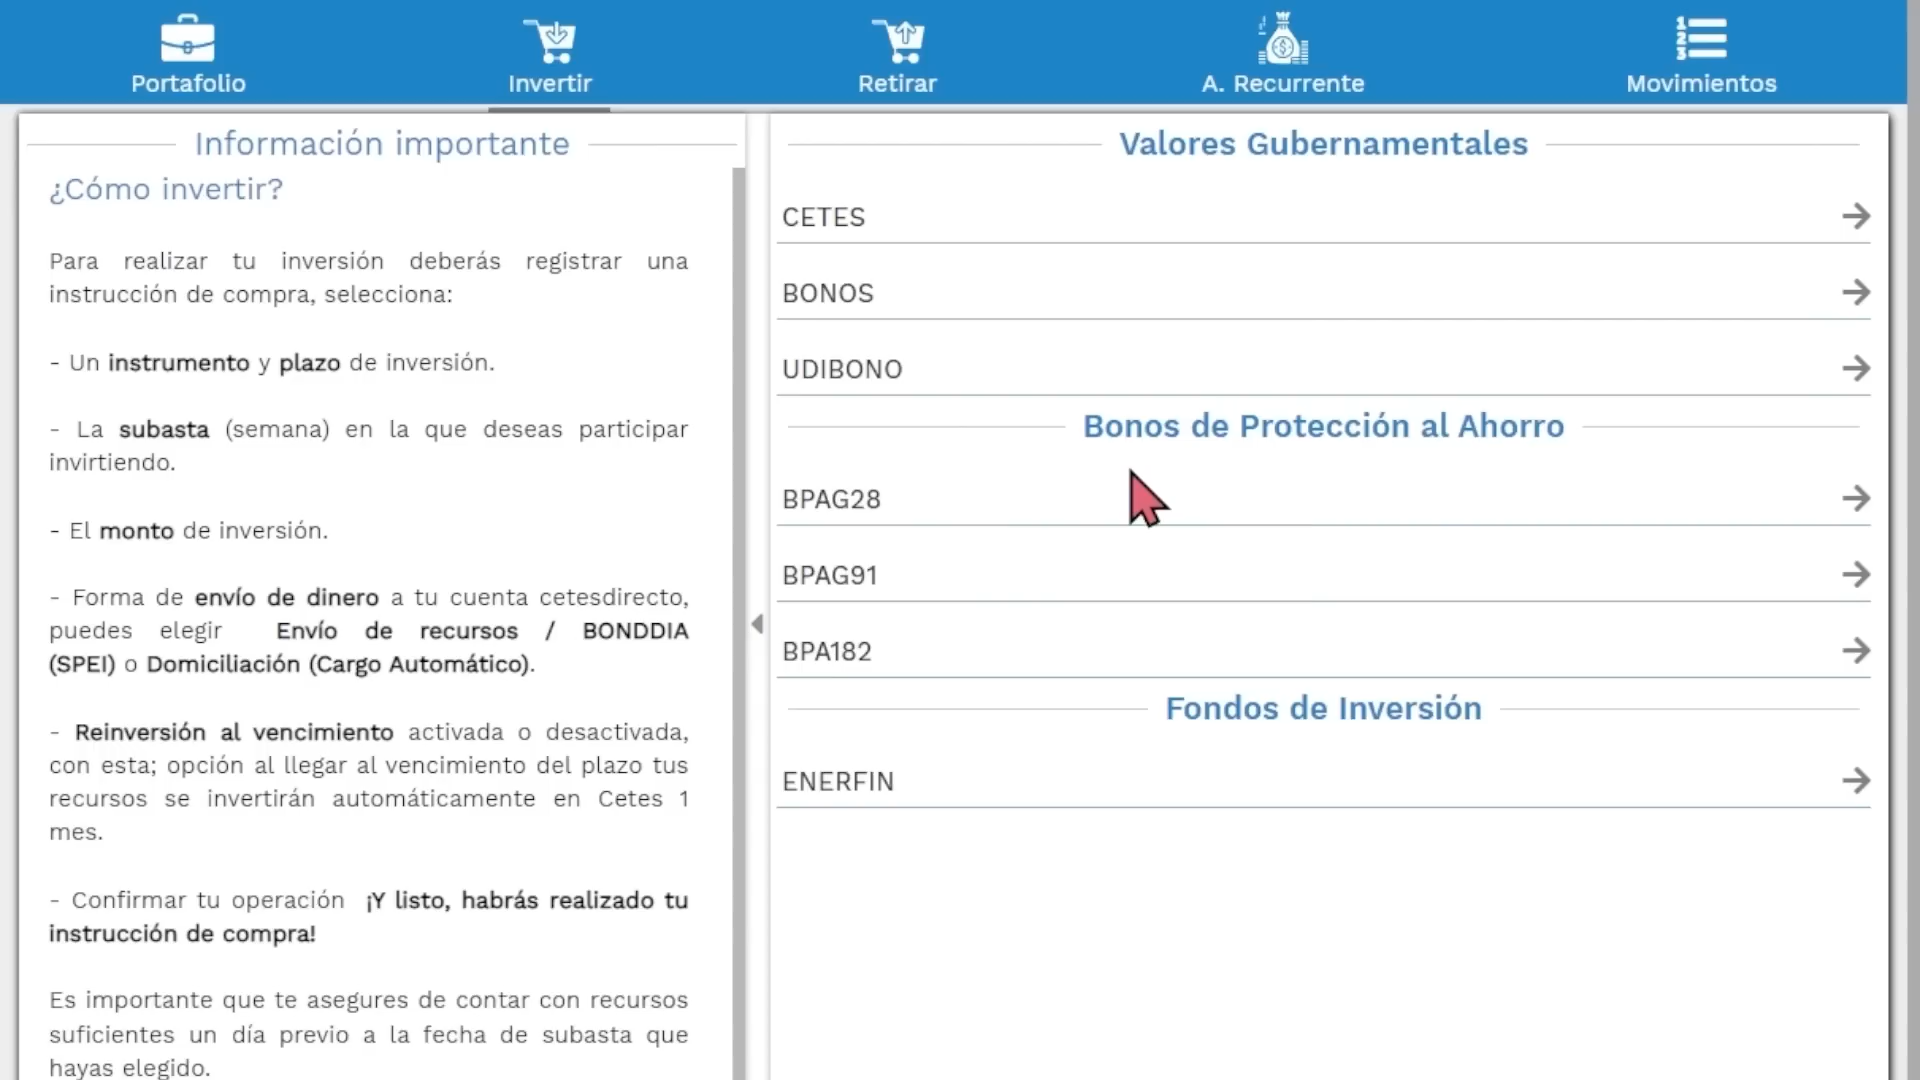 Portafolio
Invertir
Retirar
A. Recurrente
Movimientos
Información importante
¿Cómo invertir?
Para realizar tu inversión deberás registrar una
instrucción de compra, selecciona:
- Un instrumento y plazo de inversión.
- La subasta (semana) en la que deseas participar
invirtiendo.
- El monto de inversión.
- Forma de envío de dinero a tu cuenta cetesdirecto,
puedes elegir Envío de recursos / BONDDIA
(SPEI) o Domiciliación (Cargo Automático).
- Reinversión al vencimiento activada o desactivada,
con esta; opción al llegar al vencimiento del plazo tus
recursos se invertirán automáticamente en Cetes 1
mes.
- Confirmar tu operación ¡Y listo, habrás realizado tu
instrucción de compra!
Es importante que te asegures de contar con recursos
suficientes un día previo a la fecha de subasta que
hayas elegido.
Valores Gubernamentales
CETES
BONOS
UDIBONO
Bonos de Protección al Ahorro
BPAG28
BPAG91
BPA182
Fondos de Inversión
ENERFIN